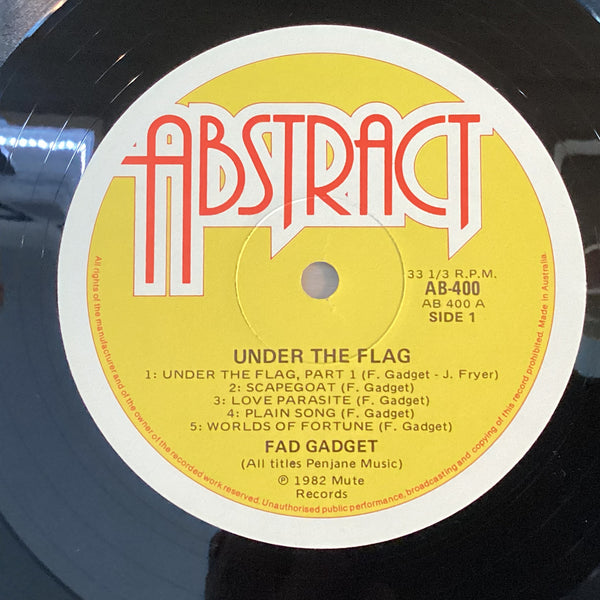 ABSTRACT
33 1/3 R.P.M.
AB-400
AB 400 A
SIDE 1
UNDER THE FLAG
1: UNDER THE FLAG, PART 1 (F. Gadget - J. Fryer)
2: SCAPEGOAT (F. Gadget)
3: LOVE PARASITE (F. Gadget)
4: PLAIN SONG (F. Gadget)
5: WORLDS OF FORTUNE (F. Gadget)
FAD GADGET
(All titles Penjane Music)
℗ 1982 Mute
Records
All rights of the manufacturer and of the owner of the recorded work reserved. Unauthorised public performance, broadcasting and copying of this record prohibited. Made in Australia.